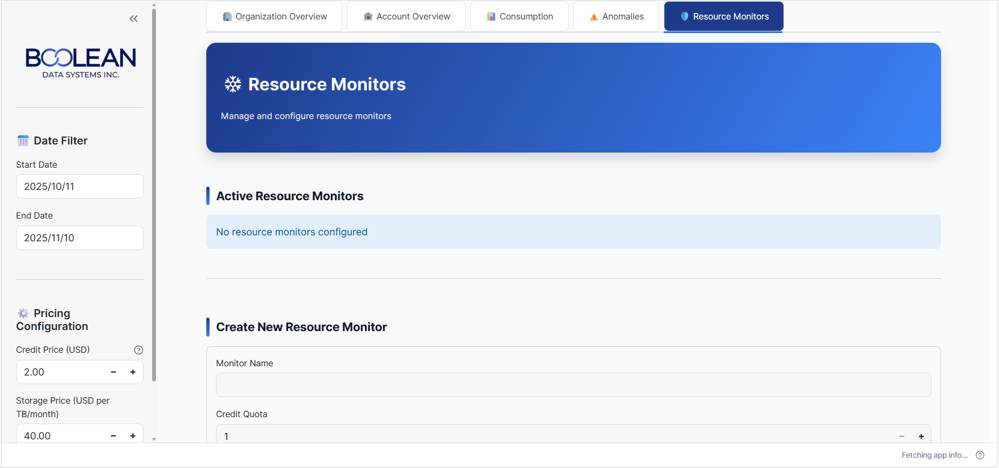 BOOLEAN
DATA SYSTEMS INC.
Date Filter
Start Date
2025/10/11
End Date
2025/11/10
Pricing
Configuration
Credit Price (USD)
2.00
Storage Price (USD per
TB/month)
40.00
Organization Overview
Account Overview
Consumption
Anomalies
Resource Monitors
Resource Monitors
Manage and configure resource monitors
Active Resource Monitors
No resource monitors configured
Create New Resource Monitor
Monitor Name
Credit Quota
1
Fetching app info...